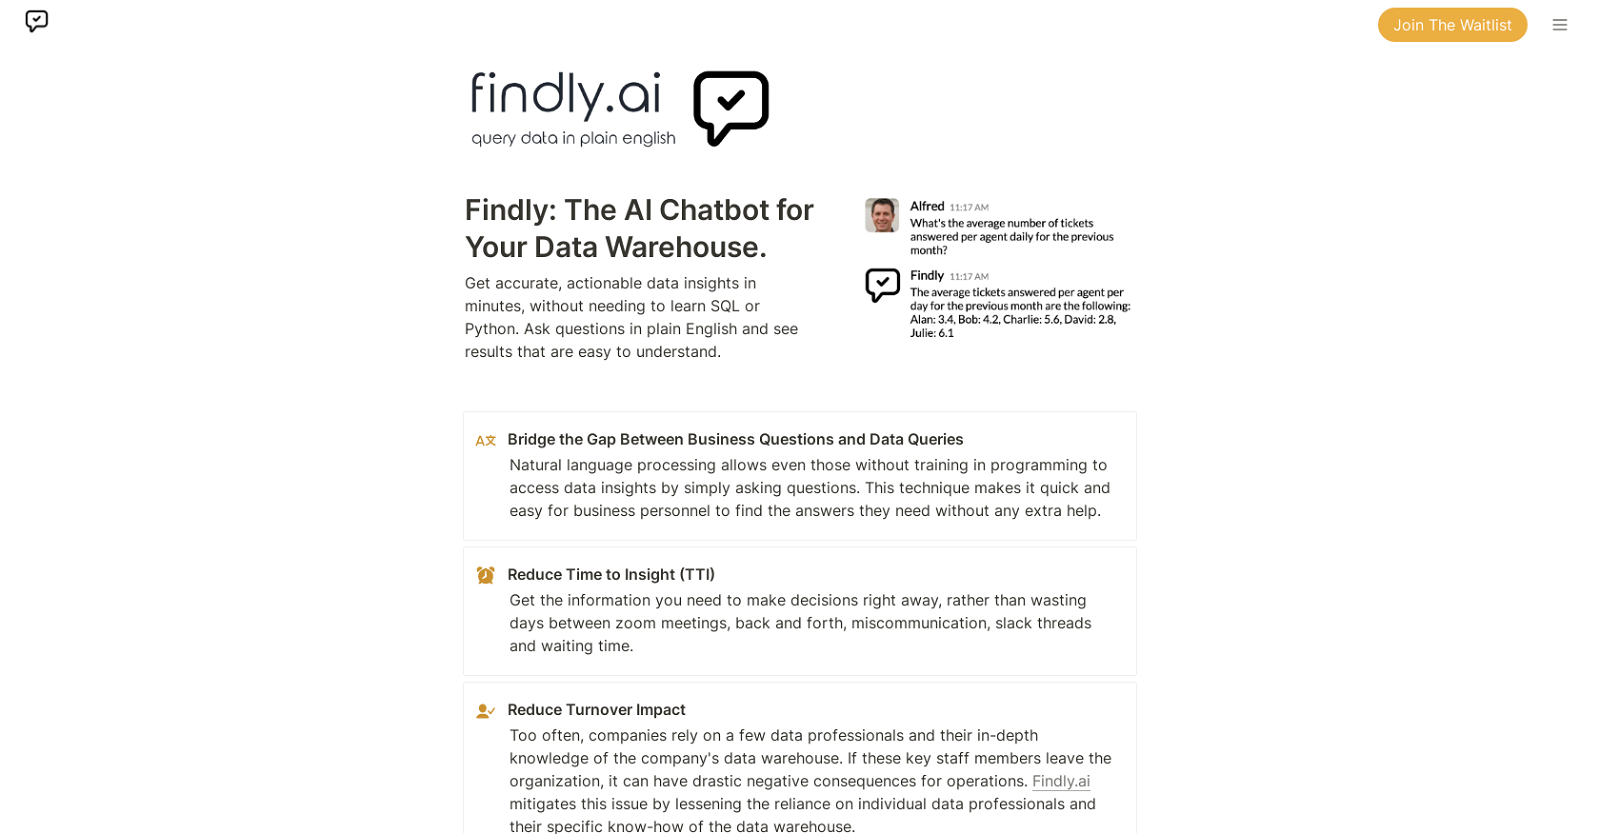 Join The Waitlist
findly.ai
query data in plain english
Findly: The AI Chatbot for
Your Data Warehouse.
Get accurate, actionable data insights in
minutes, without needing to learn SQL or
Python. Ask questions in plain English and see
results that are easy to understand.
Alfred 11:17 AM
What's the average number of tickets
answered per agent daily for the previous
month?
Findly 11:17 AM
The average tickets answered per agent per
day for the previous month are the following:
Alan: 3.4, Bob: 4.2, Charlie: 5.6, David: 2.8,
Julie: 6.1
A文 Bridge the Gap Between Business Questions and Data Queries
Natural language processing allows even those without training in programming to
access data insights by simply asking questions. This technique makes it quick and
easy for business personnel to find the answers they need without any extra help.
Reduce Time to Insight (TTI)
Get the information you need to make decisions right away, rather than wasting
days between zoom meetings, back and forth, miscommunication, slack threads
and waiting time.
Reduce Turnover Impact
Too often, companies rely on a few data professionals and their in-depth
knowledge of the company's data warehouse. If these key staff members leave the
organization, it can have drastic negative consequences for operations. Findly.ai
mitigates this issue by lessening the reliance on individual data professionals and
their specific know-how of the data warehouse.